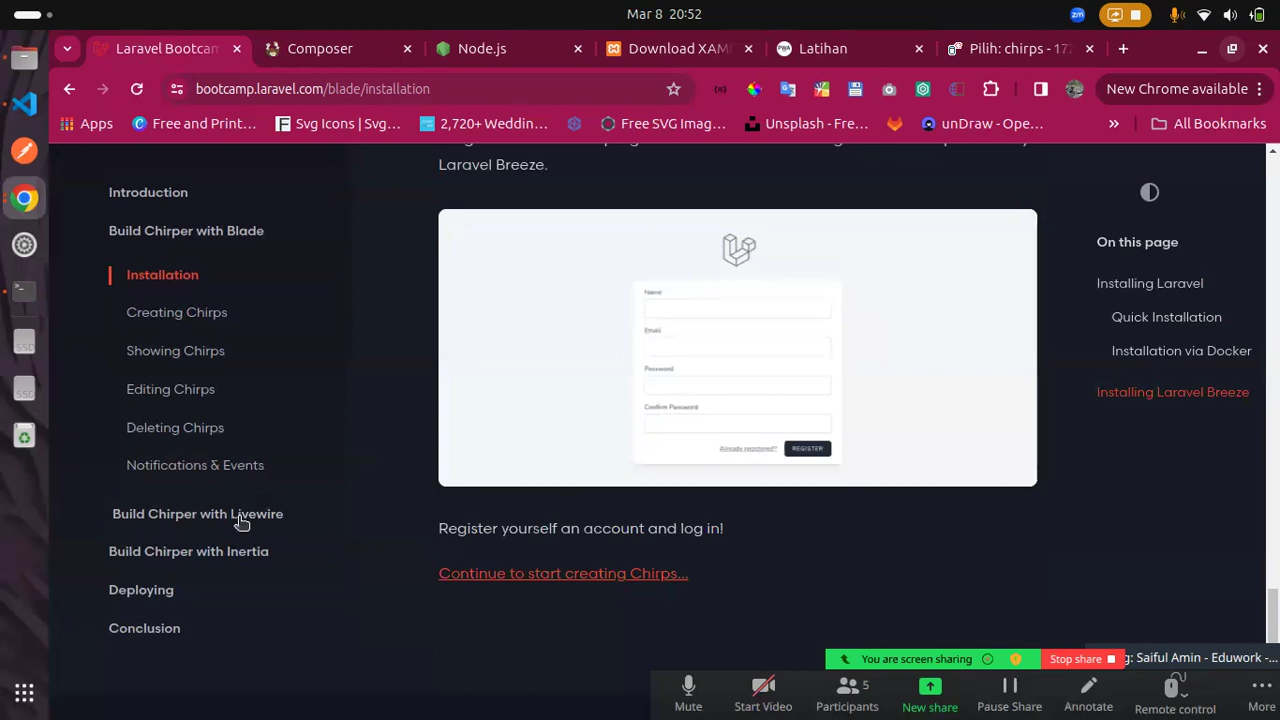 Mar 8 20:52
zm
Laravel Bootcam
Composer
Node.js
Download XAM
Latihan
Pilih: chirps - 172
bootcamp.laravel.com/blade/installation
New Chrome available
Apps
Free and Print...
Svg Icons | Svg...
2,720+ Weddin...
Free SVG Imag...
Unsplash - Fre...
unDraw - Ope...
All Bookmarks
Laravel Breeze.
Introduction
Build Chirper with Blade
Installation
Creating Chirps
Showing Chirps
Editing Chirps
Deleting Chirps
Notifications & Events
Build Chirper with Livewire
Build Chirper with Inertia
Deploying
Conclusion
Name
Email
Password
Confirm Password
Already registered?
REGISTER
Register yourself an account and log in!
Continue to start creating Chirps...
On this page
Installing Laravel
Quick Installation
Installation via Docker
Installing Laravel Breeze
You are screen sharing
Stop share
g: Saiful Amin - Eduwork -...
Mute
Start Video
Participants
5
New share
Pause Share
Annotate
Remote control
More